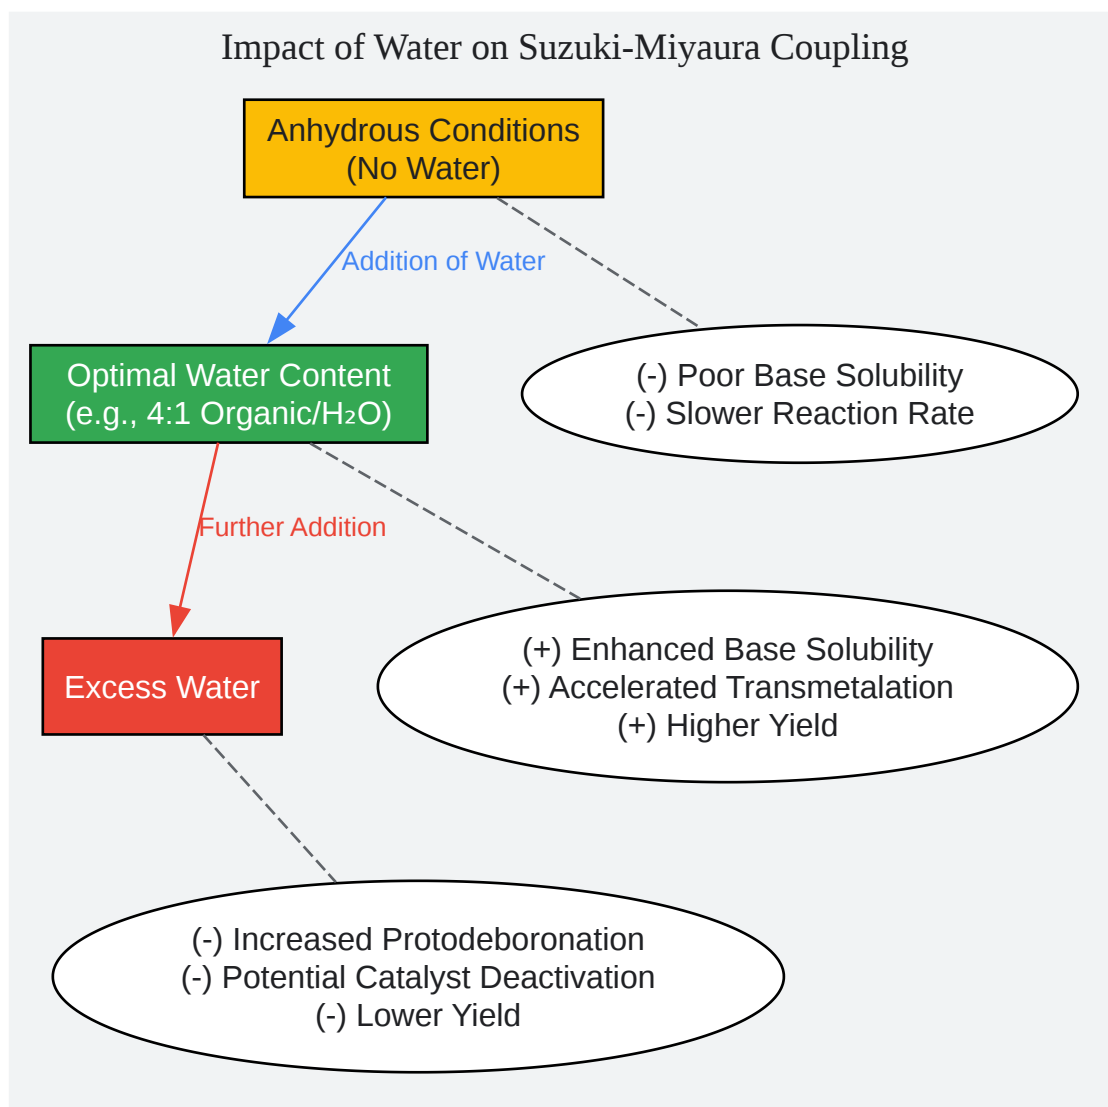 Impact of Water on Suzuki-Miyaura Coupling
Anhydrous Conditions
(No Water)
Addition of Water
Optimal Water Content
(e.g., 4:1 Organic/H₂O)
(-) Poor Base Solubility
(-) Slower Reaction Rate
Further Addition
Excess Water
(+) Enhanced Base Solubility
(+) Accelerated Transmetalation
(+) Higher Yield
(-) Increased Protodeboronation
(-) Potential Catalyst Deactivation
(-) Lower Yield